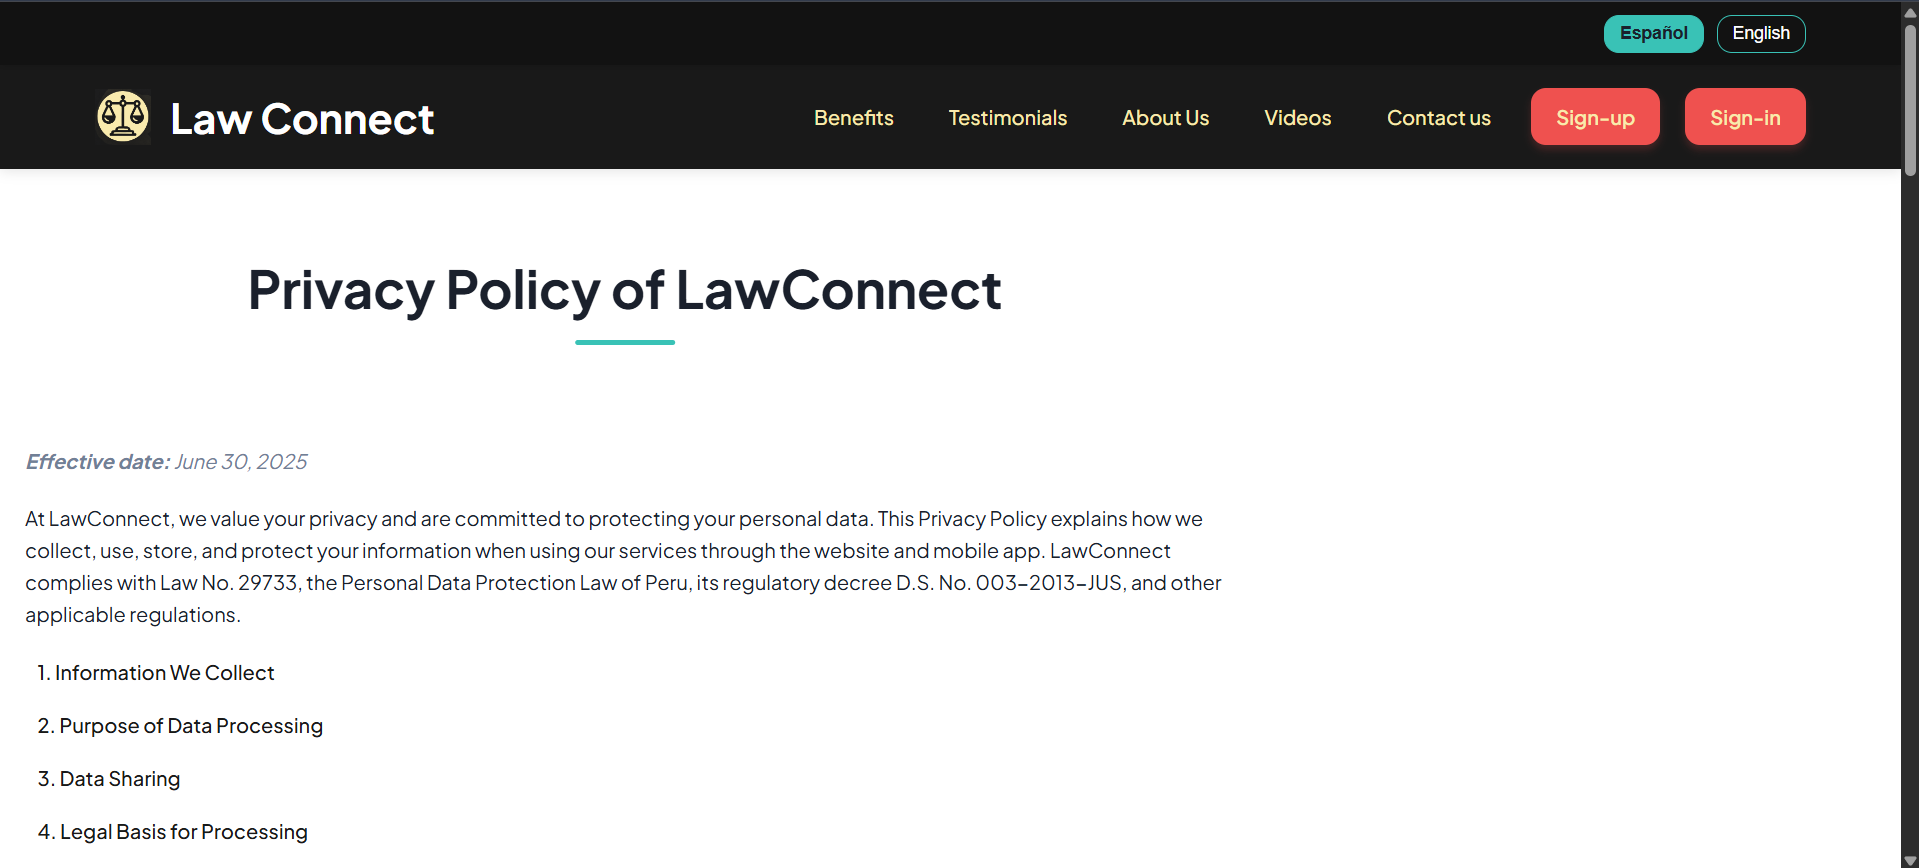 Español English
Law Connect Benefits Testimonials About Us Videos Contact us Sign-up Sign-in
Privacy Policy of LawConnect
Effective date: June 30, 2025
At LawConnect, we value your privacy and are committed to protecting your personal data. This Privacy Policy explains how we
collect, use, store, and protect your information when using our services through the website and mobile app. LawConnect
complies with Law No. 29733, the Personal Data Protection Law of Peru, its regulatory decree D.S. No. 003-2013-JUS, and other
applicable regulations.
1. Information We Collect
2. Purpose of Data Processing
3. Data Sharing
4. Legal Basis for Processing